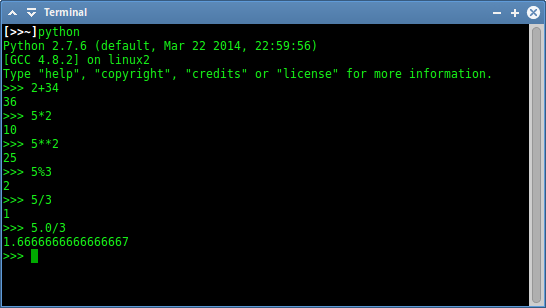 Terminal
[>>~]python
Python 2.7.6 (default, Mar 22 2014, 22:59:56)
[GCC 4.8.2] on linux2
Type "help", "copyright", "credits" or "license" for more information.
>>> 2+34
36
>>> 5*2
10
>>> 5**2
25
>>> 5%3
2
>>> 5/3
1
>>> 5.0/3
1.6666666666666667
>>>